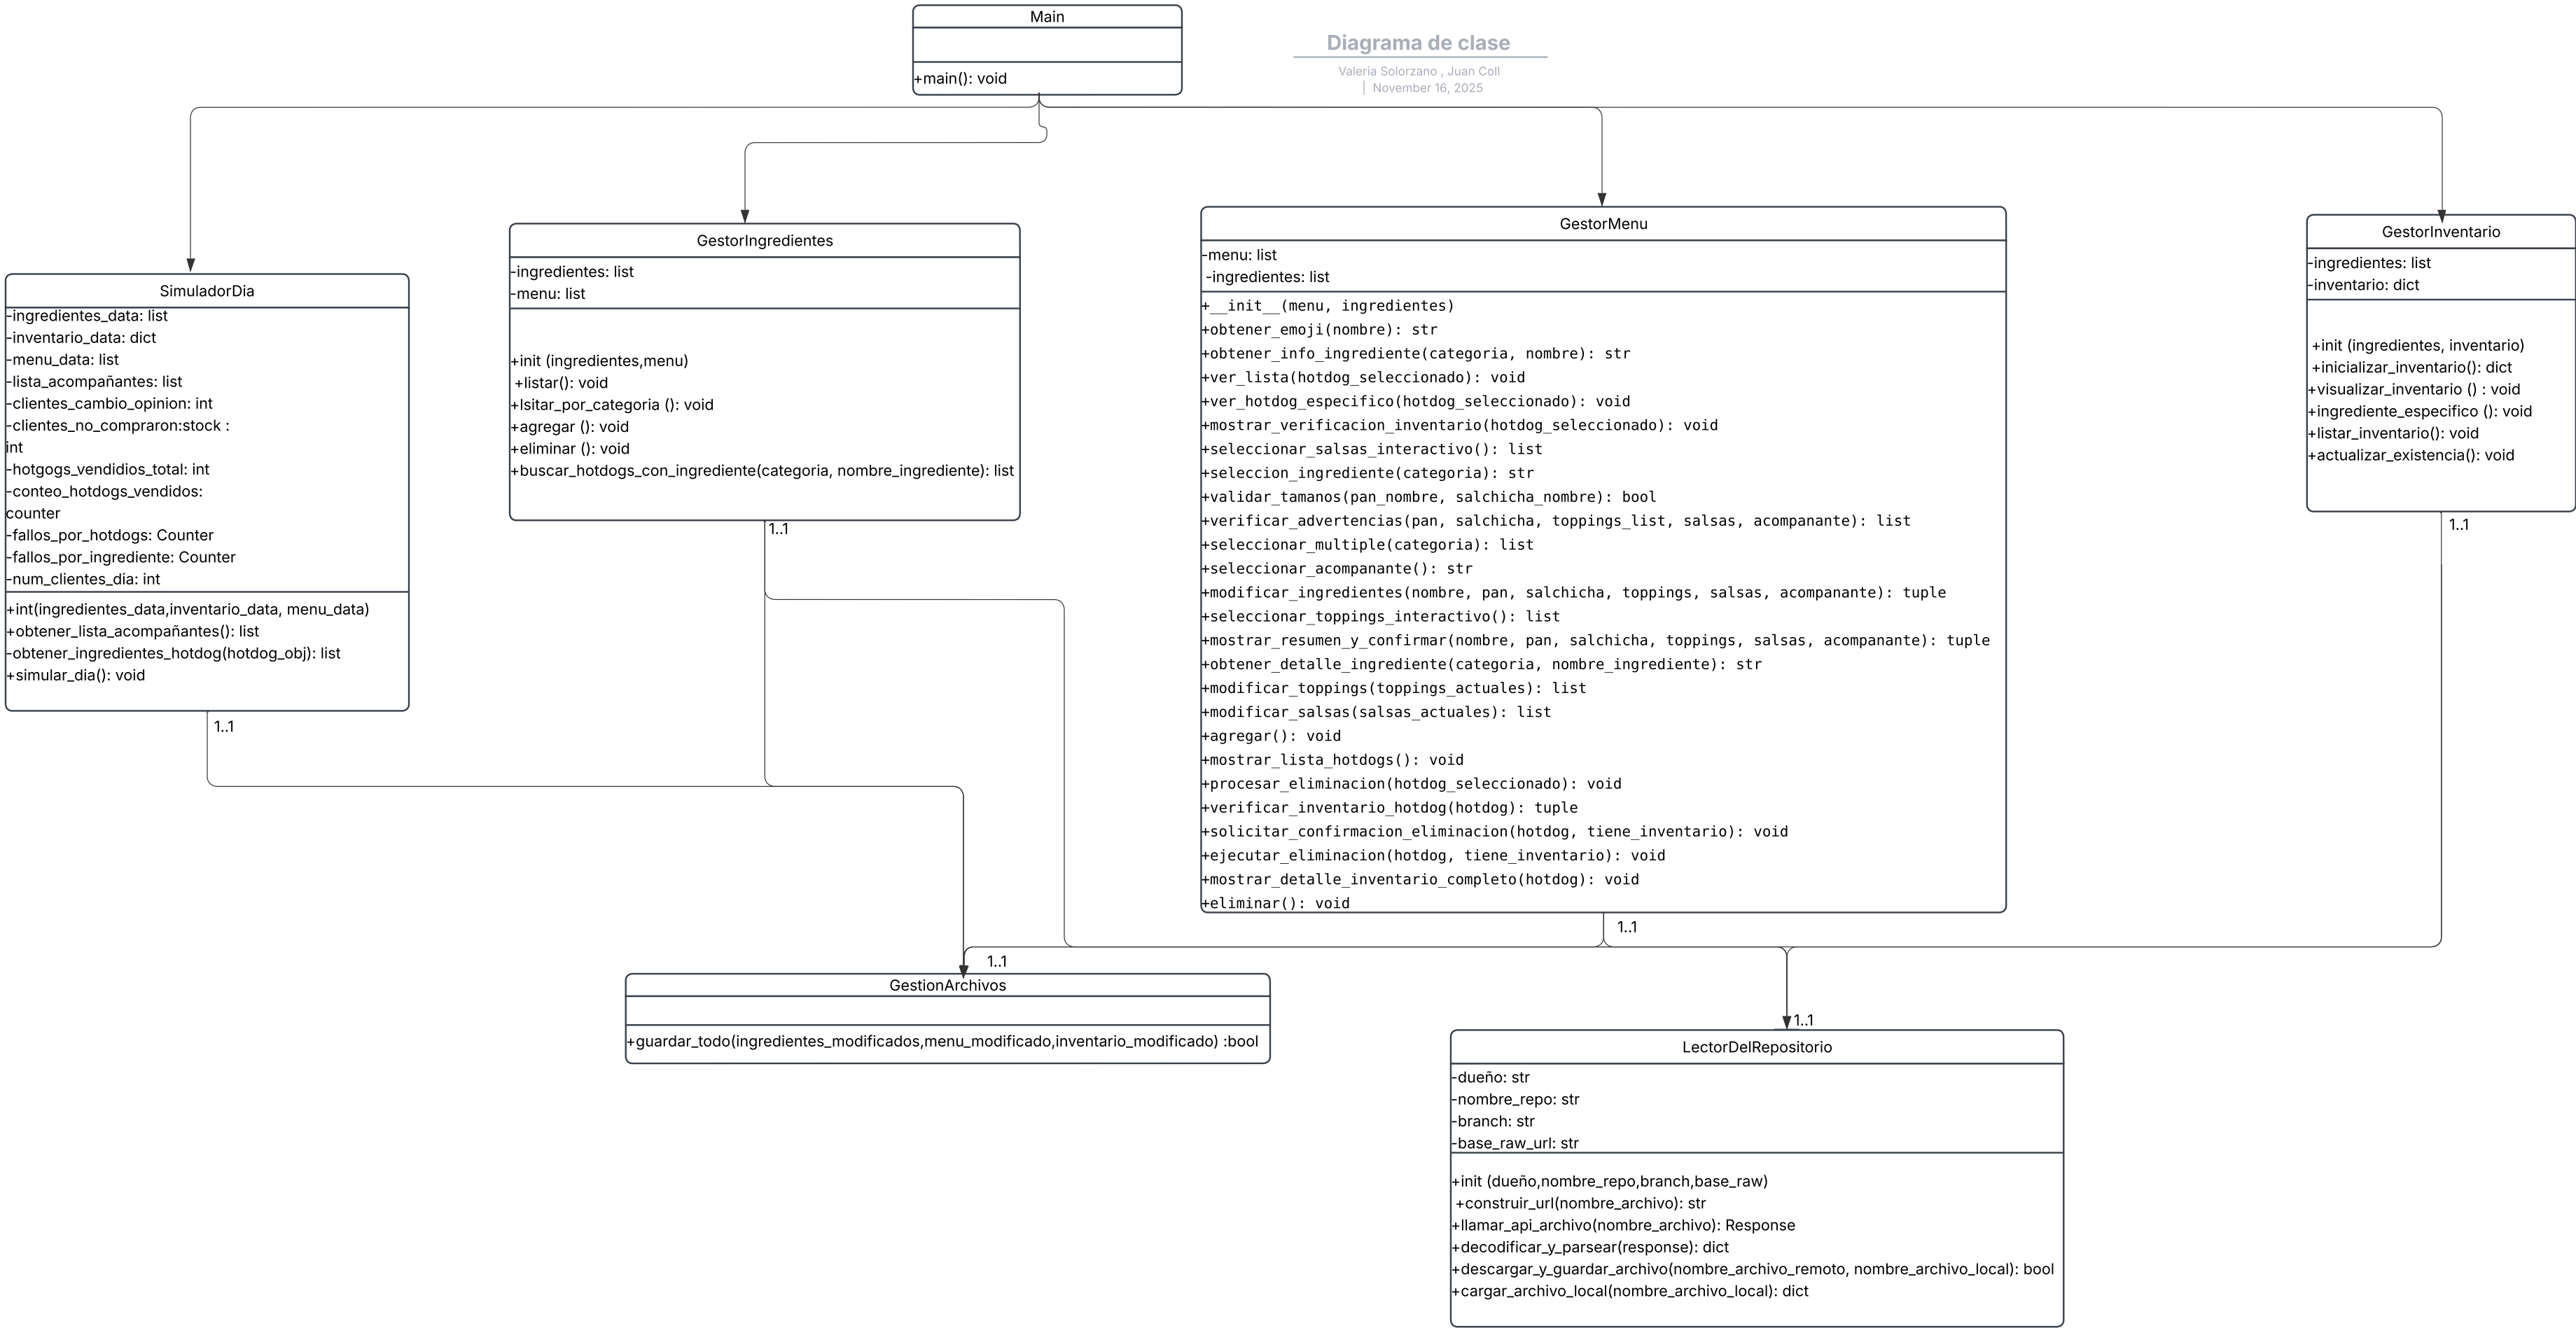 Main
+main(): void
Diagrama de clase
Valeria Solorzano , Juan Coll
| November 16, 2025
SimuladorDia
-ingredientes_data: list
-inventario_data: dict
-menu_data: list
-lista_acompañantes: list
-clientes_cambio_opinion: int
-clientes_no_compraron:stock :
int
-hotgogs_vendidios_total: int
-conteo_hotdogs_vendidos:
counter
-fallos_por_hotdogs: Counter
-fallos_por_ingrediente: Counter
-num_clientes_dia: int
+int(ingredientes_data,inventario_data, menu_data)
+obtener_lista_acompañantes(): list
-obtener_ingredientes_hotdog(hotdog_obj): list
+simular_dia(): void
1..1
GestorIngredientes
-ingredientes: list
-menu: list
+init (ingredientes,menu)
+listar(): void
+lsitar_por_categoria (): void
+agregar (): void
+eliminar (): void
+buscar_hotdogs_con_ingrediente(categoria, nombre_ingrediente): list
1..1
GestorMenu
-menu: list
-ingredientes: list
+__init__(menu, ingredientes)
+obtener_emoji(nombre): str
+obtener_info_ingrediente(categoria, nombre): str
+ver_lista(hotdog_seleccionado): void
+ver_hotdog_especifico(hotdog_seleccionado): void
+mostrar_verificacion_inventario(hotdog_seleccionado): void
+seleccionar_salsas_interactivo(): list
+seleccion_ingrediente(categoria): str
+validar_tamanos(pan_nombre, salchicha_nombre): bool
+verificar_advertencias(pan, salchicha, toppings_list, salsas, acompanante): list
+seleccionar_multiple(categoria): list
+seleccionar_acompanante(): str
+modificar_ingredientes(nombre, pan, salchicha, toppings, salsas, acompanante): tuple
+seleccionar_toppings_interactivo(): list
+mostrar_resumen_y_confirmar(nombre, pan, salchicha, toppings, salsas, acompanante): tuple
+obtener_detalle_ingrediente(categoria, nombre_ingrediente): str
+modificar_toppings(toppings_actuales): list
+modificar_salsas(salsas_actuales): list
+agregar(): void
+mostrar_lista_hotdogs(): void
+procesar_eliminacion(hotdog_seleccionado): void
+verificar_inventario_hotdog(hotdog): tuple
+solicitar_confirmacion_eliminacion(hotdog, tiene_inventario): void
+ejecutar_eliminacion(hotdog, tiene_inventario): void
+mostrar_detalle_inventario_completo(hotdog): void
+eliminar(): void
1..1
GestorInventario
-ingredientes: list
-inventario: dict
+init (ingredientes, inventario)
+inicializar_inventario(): dict
+visualizar_inventario () : void
+ingrediente_especifico (): void
+listar_inventario(): void
+actualizar_existencia(): void
1..1
1..1
GestionArchivos
+guardar_todo(ingredientes_modificados,menu_modificado,inventario_modificado) :bool
1..1
LectorDelRepositorio
-dueño: str
-nombre_repo: str
-branch: str
-base_raw_url: str
+init (dueño,nombre_repo,branch,base_raw)
+construir_url(nombre_archivo): str
+llamar_api_archivo(nombre_archivo): Response
+decodificar_y_parsear(response): dict
+descargar_y_guardar_archivo(nombre_archivo_remoto, nombre_archivo_local): bool
+cargar_archivo_local(nombre_archivo_local): dict